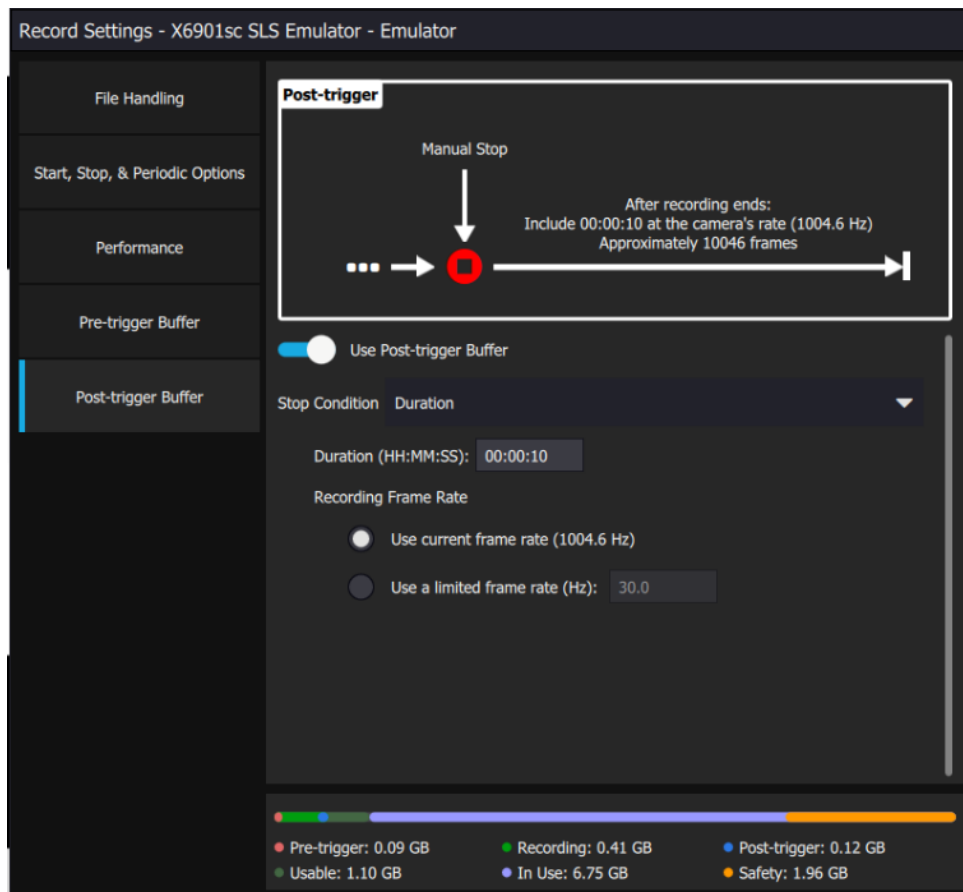 Record Settings - X6901sc SLS Emulator - Emulator
File Handling
Start, Stop, & Periodic Options
Performance
Pre-trigger Buffer
Post-trigger Buffer
Post-trigger
Manual Stop
After recording ends:
Include 00:00:10 at the camera's rate (1004.6 Hz)
Approximately 10046 frames
Use Post-trigger Buffer
Stop Condition Duration
Duration (HH:MM:SS): 00:00:10
Recording Frame Rate
Use current frame rate (1004.6 Hz)
Use a limited frame rate (Hz): 30.0
Pre-trigger: 0.09 GB Recording: 0.41 GB Post-trigger: 0.12 GB
Usable: 1.10 GB In Use: 6.75 GB Safety: 1.96 GB